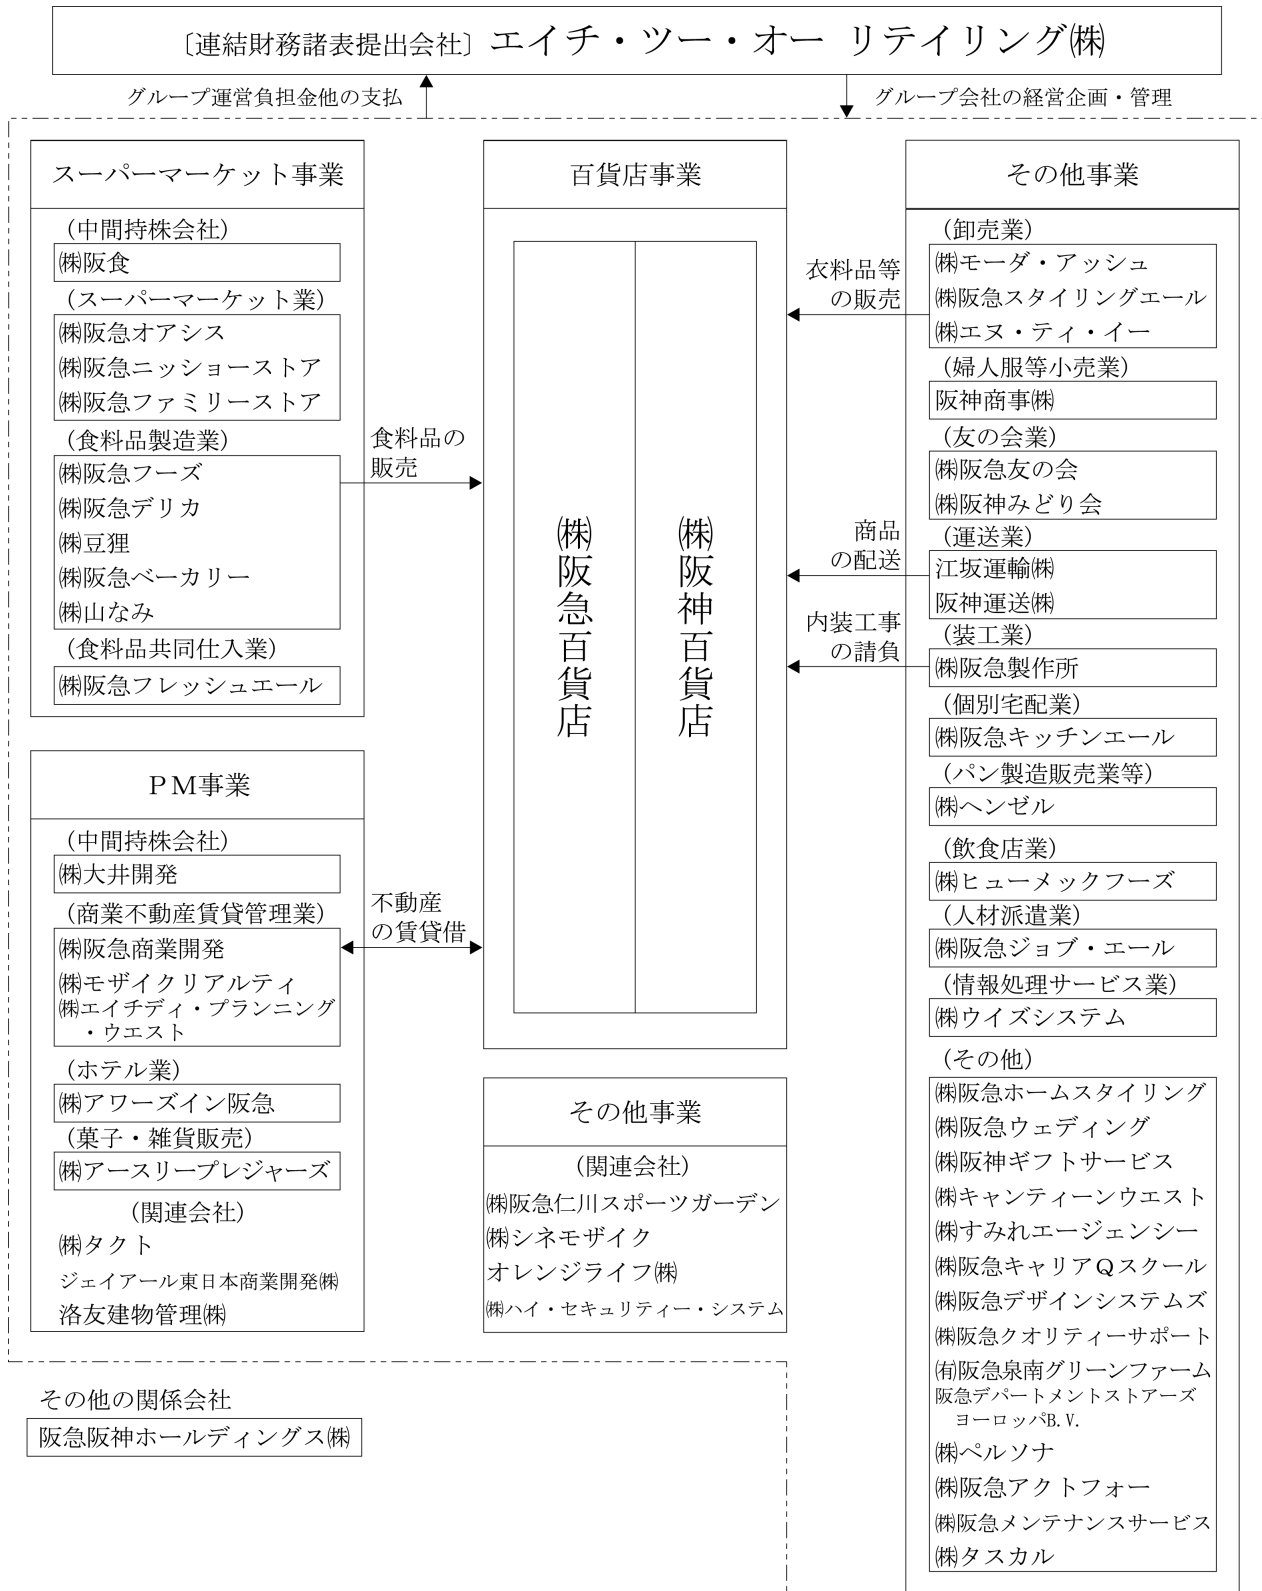 〔連結財務諸表提出会社〕エイチ・ツー・オー リテイリング㈱
グループ運営負担金他の支払
グループ会社の経営企画・管理
スーパーマーケット事業
（中間持株会社）
㈱阪食
（スーパーマーケット業）
㈱阪急オアシス
㈱阪急ニッショーストア
㈱阪急ファミリーストア
（食料品製造業）
㈱阪急フーズ
㈱阪急デリカ
㈱豆狸
㈱阪急ベーカリー
㈱山なみ
（食料品共同仕入業）
㈱阪急フレッシュエール
食料品の
販売
PM事業
（中間持株会社）
㈱大井開発
（商業不動産賃貸管理業）
㈱阪急商業開発
㈱モザイクリアルティ
㈱エイチディ・プランニング
・ウエスト
（ホテル業）
㈱アワーズイン阪急
（菓子・雑貨販売）
㈱アースリープレジャーズ
（関連会社）
㈱タクト
ジェイアール東日本商業開発㈱
洛友建物管理㈱
不動産
の賃貸借
百貨店事業
㈱阪急百貨店
㈱阪神百貨店
その他事業
（関連会社）
㈱阪急仁川スポーツガーデン
㈱シネモザイク
オレンジライフ㈱
㈱ハイ・セキュリティー・システム
衣料品等
の販売
商品
の配送
内装工事
の請負
その他事業
（卸売業）
㈱モーダ・アッシュ
㈱阪急スタイリングエール
㈱エヌ・ティ・イー
（婦人服等小売業）
阪神商事㈱
（友の会業）
㈱阪急友の会
㈱阪神みどり会
（運送業）
江坂運輸㈱
阪神運送㈱
（装工業）
㈱阪急製作所
（個別宅配業）
㈱阪急キッチンエール
（パン製造販売業等）
㈱ヘンゼル
（飲食店業）
㈱ヒューメックフーズ
（人材派遣業）
㈱阪急ジョブ・エール
（情報処理サービス業）
㈱ウイズシステム
（その他）
㈱阪急ホームスタイリング
㈱阪急ウェディング
㈱阪神ギフトサービス
㈱キャンティーンウエスト
㈱すみれエージェンシー
㈱阪急キャリアQスクール
㈱阪急デザインシステムズ
㈱阪急クオリティーサポート
㈲阪急泉南グリーンファーム
阪急デパートメントストアーズ
ヨーロッパB.V.
㈱ペルソナ
㈱阪急アクトフォー
㈱阪急メンテナンスサービス
㈱タスカル
その他の関係会社
阪急阪神ホールディングス㈱